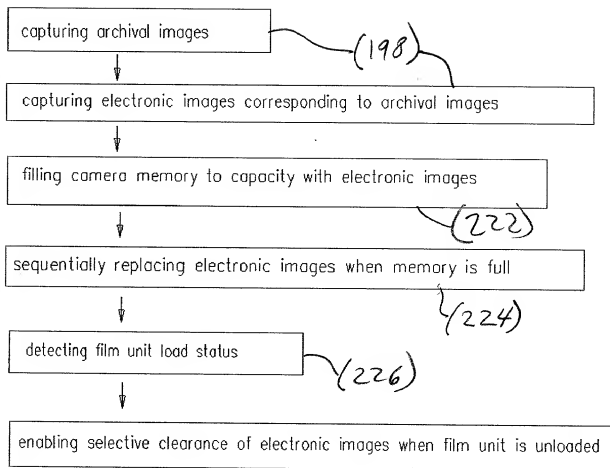 capturing archival images
(198)
capturing electronic images corresponding to archival images
filling camera memory to capacity with electronic images
(222)
sequentially replacing electronic images when memory is full
(224)
detecting film unit load status
(226)
enabling selective clearance of electronic images when film unit is unloaded